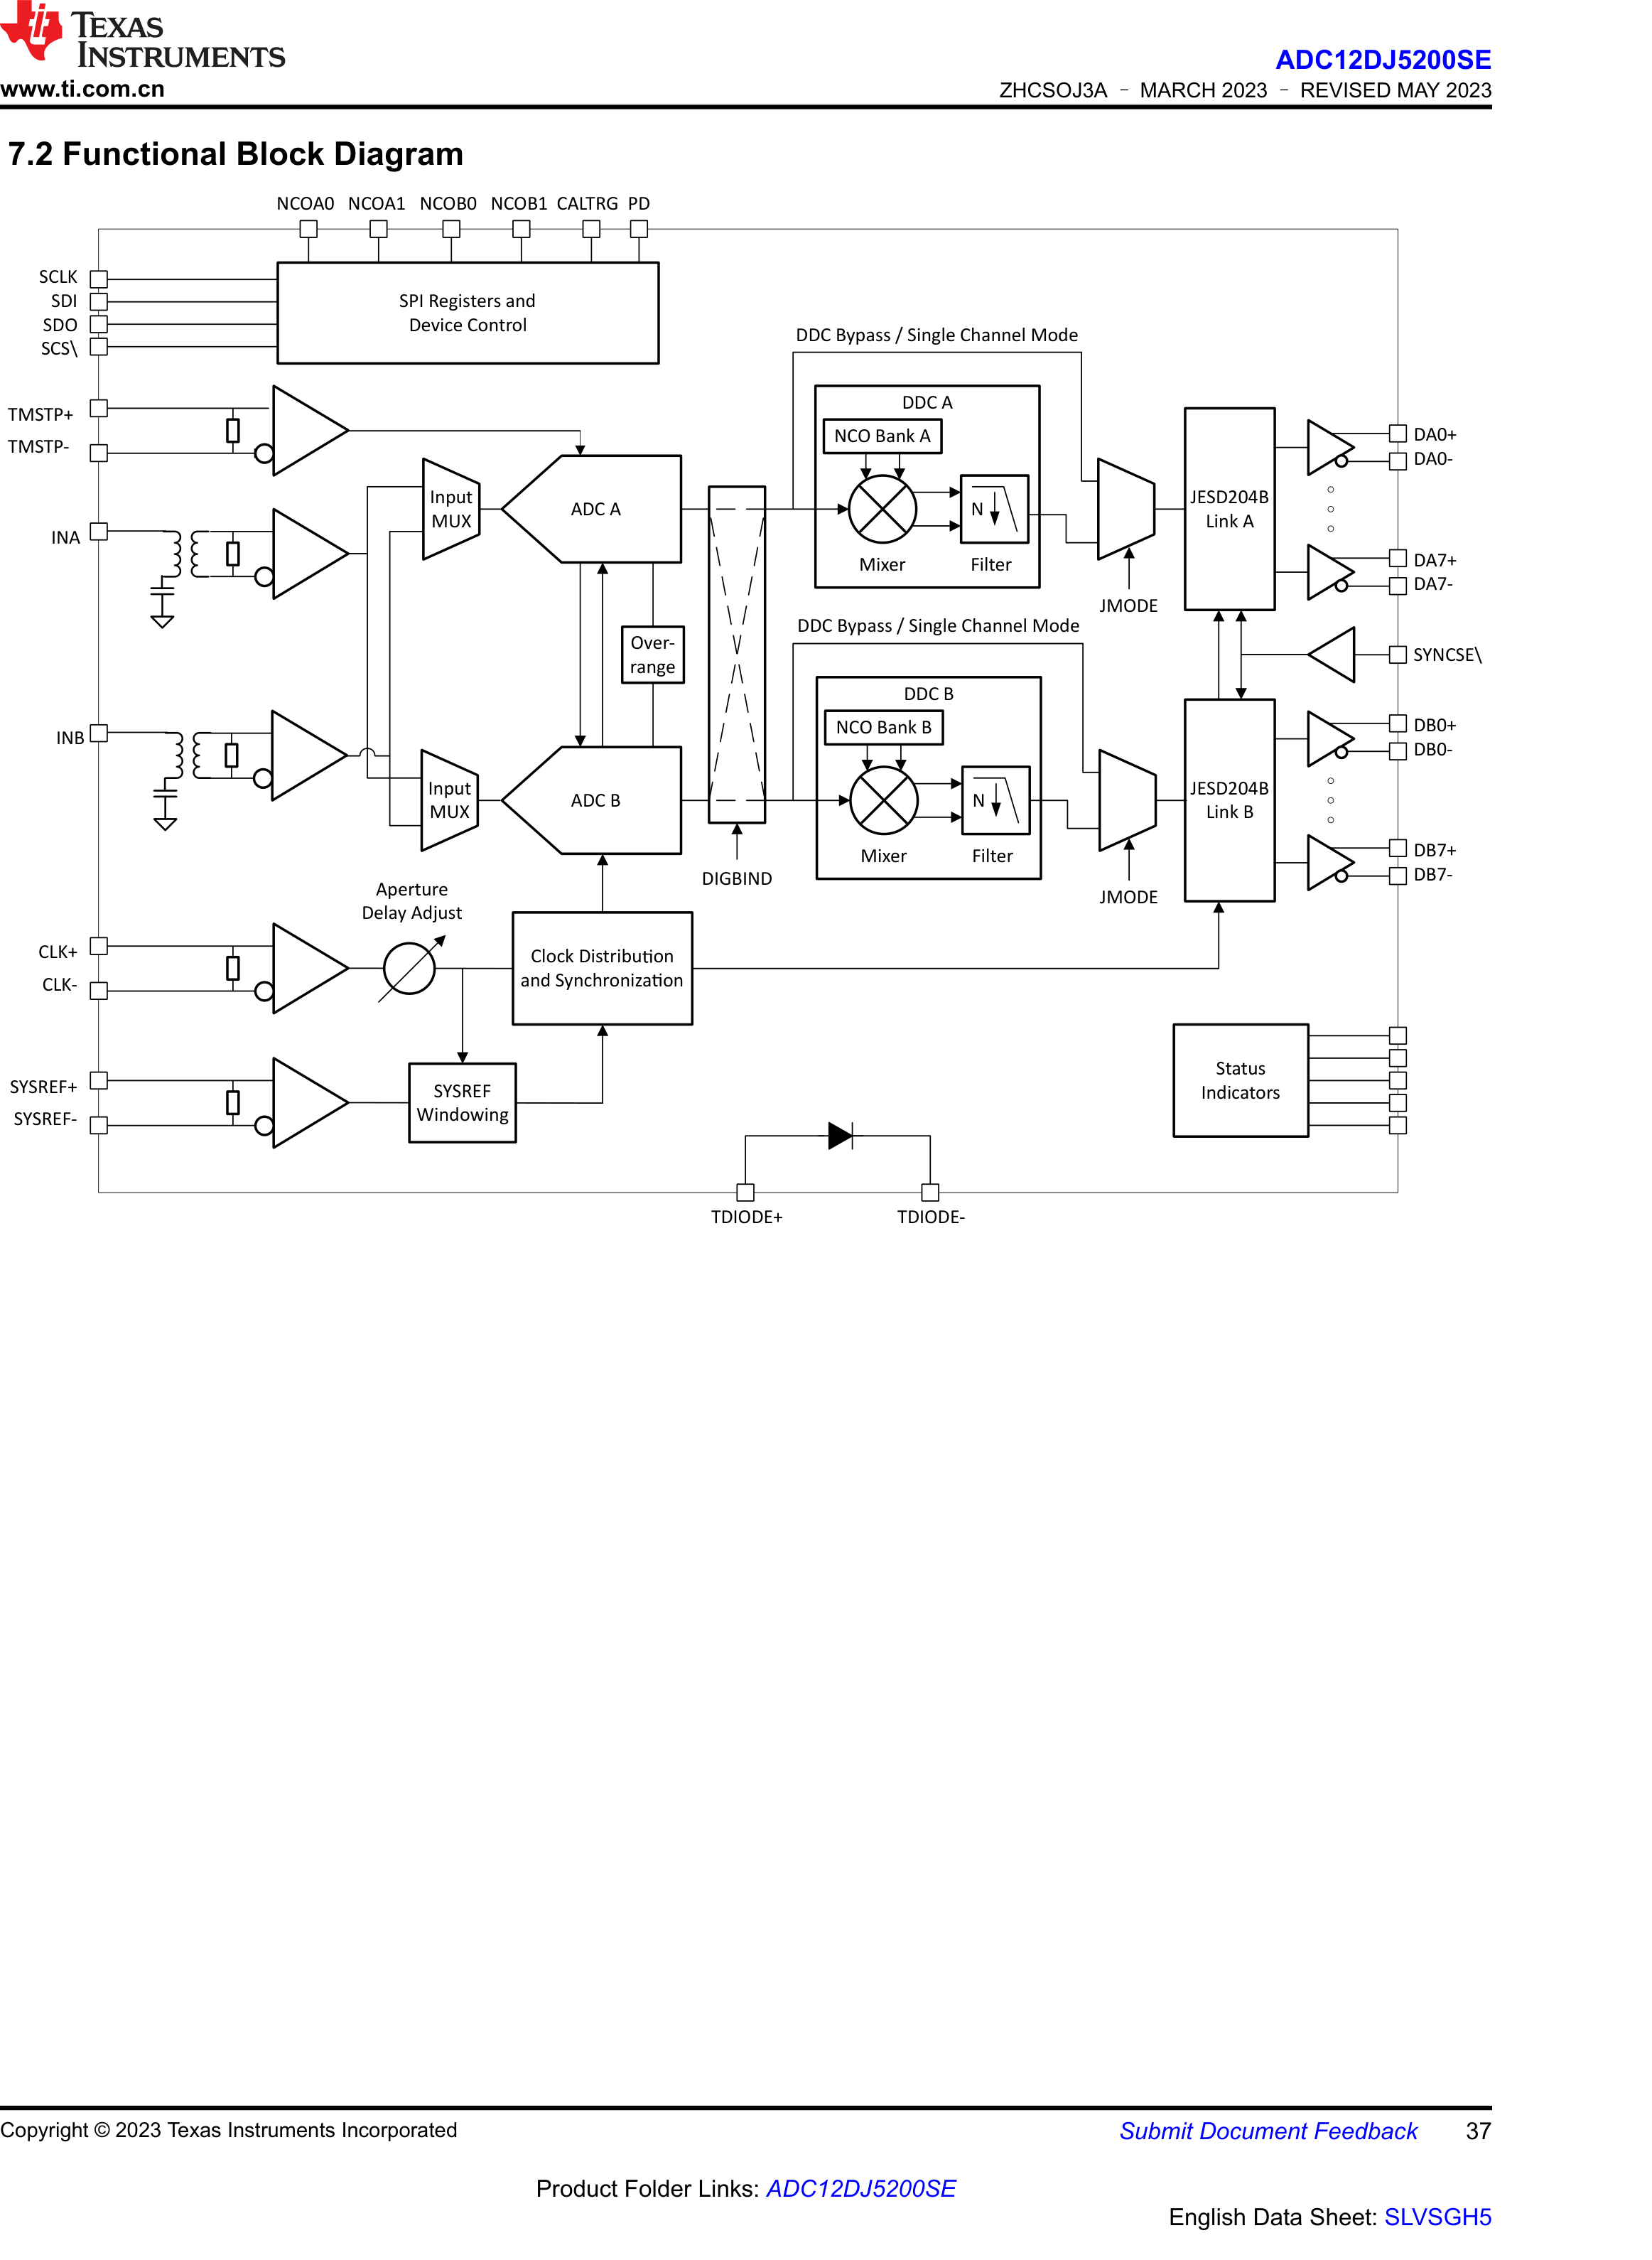 TEXAS
INSTRUMENTS
www.ti.com.cn
ADC12DJ5200SE
ZHCSOJ3A – MARCH 2023 – REVISED MAY 2023
7.2 Functional Block Diagram
NCOA0 NCOA1 NCOB0 NCOB1 CALTRG PD
SCLK
SDI
SDO
SCS\
SPI Registers and
Device Control
TMSTP+
TMSTP-
INA
INB
Input
MUX
ADC A
Over-
range
Input
MUX
ADC B
DIGBIND
DDC Bypass / Single Channel Mode
DDC A
NCO Bank A
N
Mixer
Filter
JMODE
JESD204B
Link A
DA0+
DA0-
DA7+
DA7-
SYNCSE\
DDC Bypass / Single Channel Mode
DDC B
NCO Bank B
N
Mixer
Filter
JMODE
JESD204B
Link B
DB0+
DB0-
DB7+
DB7-
Aperture
Delay Adjust
CLK+
CLK-
Clock Distribution
and Synchronization
SYSREF+
SYSREF-
SYSREF
Windowing
Status
Indicators
TDIODE+
TDIODE-
Copyright © 2023 Texas Instruments Incorporated
Submit Document Feedback 37
Product Folder Links: ADC12DJ5200SE
English Data Sheet: SLVSGH5